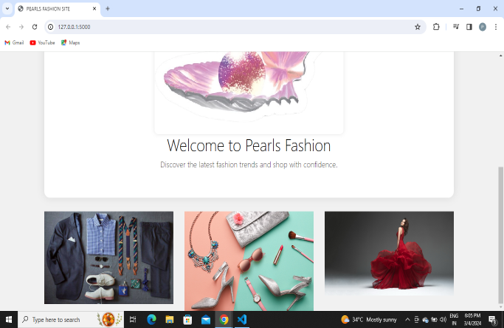 PEARLS FASHION SITE
127.0.0.1:5000
Gmail
YouTube
Maps
Welcome to Pearls Fashion
Discover the latest fashion trends and shop with confidence.
Type here to search
34°C Mostly sunny
ENG
IN
9:05 PM
3/4/2024